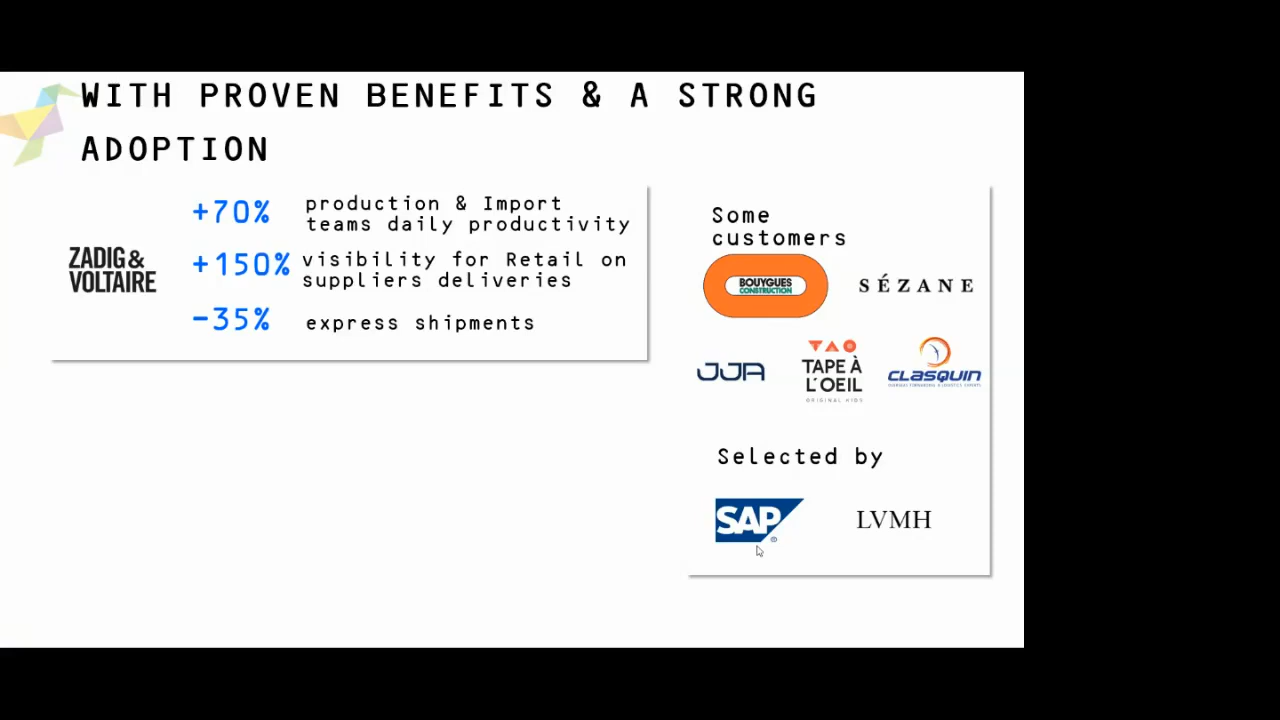 WITH PROVEN BENEFITS & A STRONG
ADOPTION
ZADIG &
VOLTAIRE
+70%
production & Import
teams daily productivity
+150%
visibility for Retail on
suppliers deliveries
-35%
express shipments
Some
customers
BOUYGUES
CONSTRUCTION
SÉZANE
JJA
TAO
TAPE À
L'OEIL
ORIGINAL KIDS
CLASQUIN
Selected by
SAP
®
LVMH